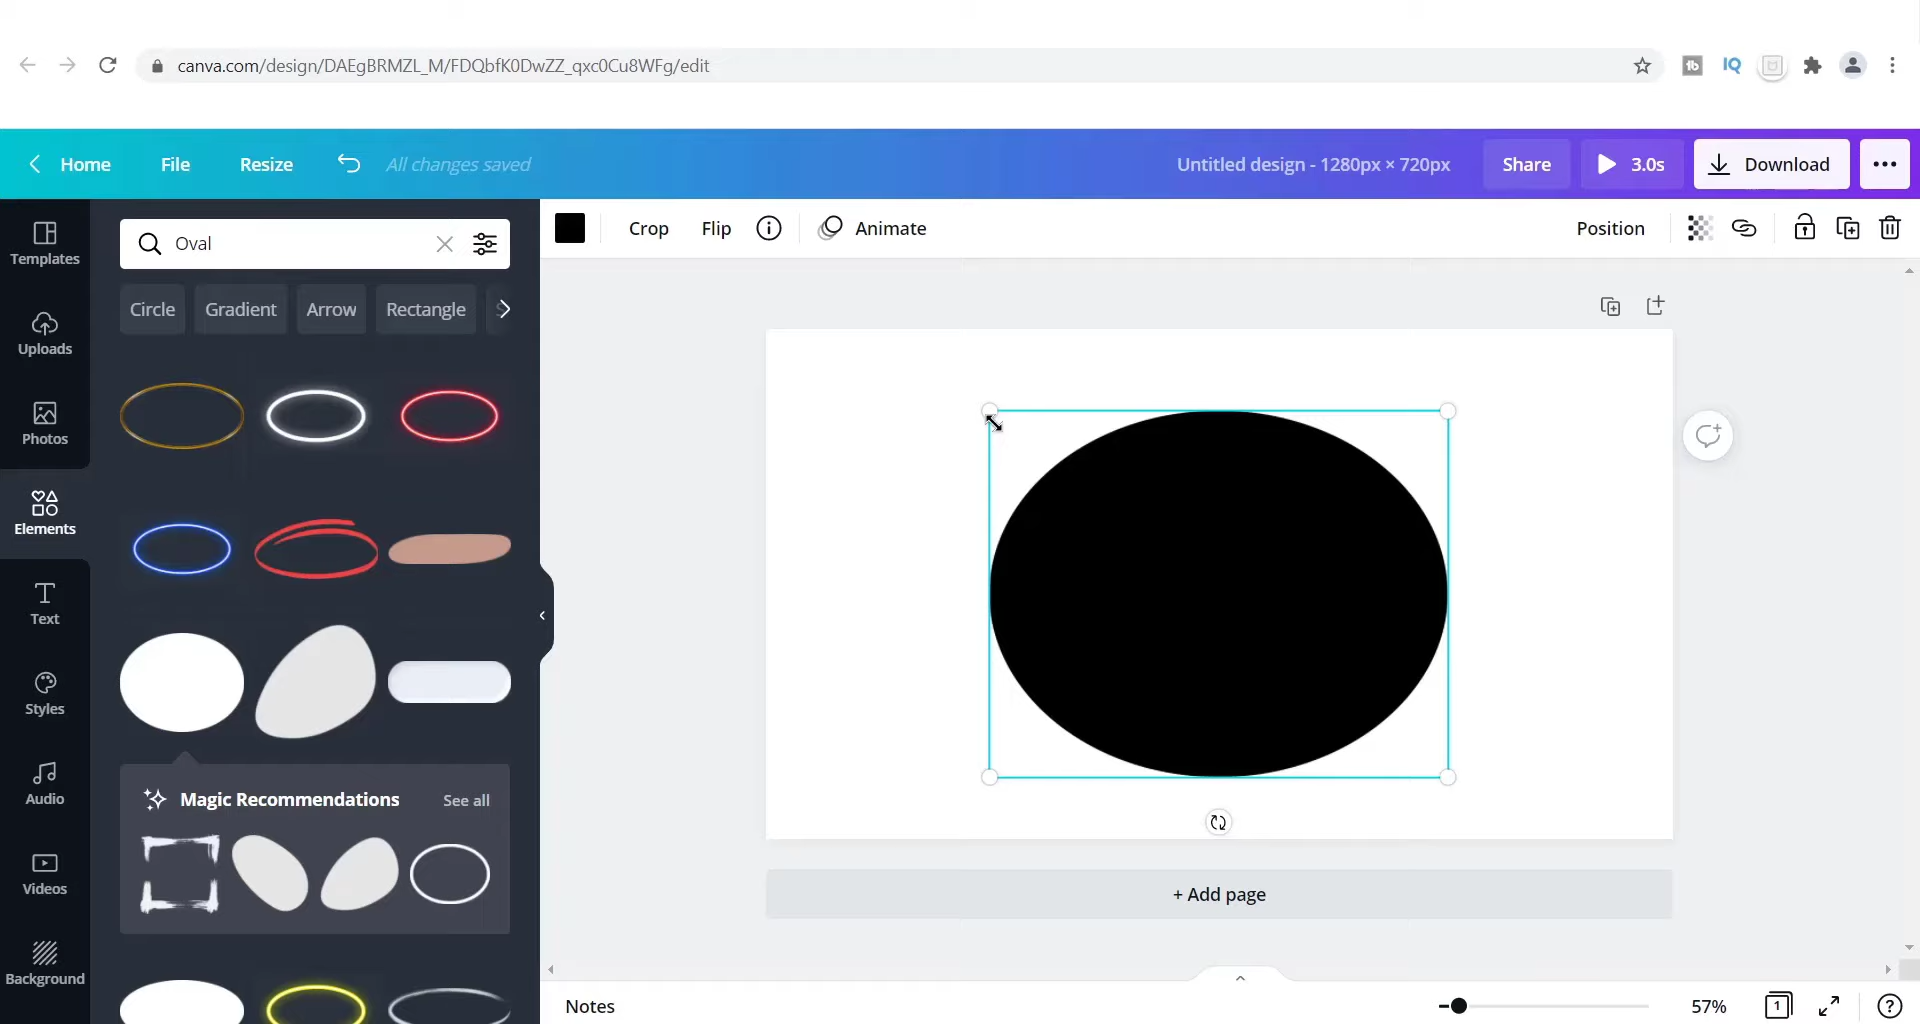 canva.com/design/DAEgBRMZL_M/FDQbfK0DwZZ_qxc0Cu8WFg/edit
Home File Resize All changes saved Untitled design - 1280px × 720px Share 3.0s Download
Templates
Uploads
Photos
Elements
Text
Styles
Audio
Videos
Background
Oval
Circle Gradient Arrow Rectangle
Magic Recommendations See all
Crop Flip Animate Position
+ Add page
Notes 57% 1